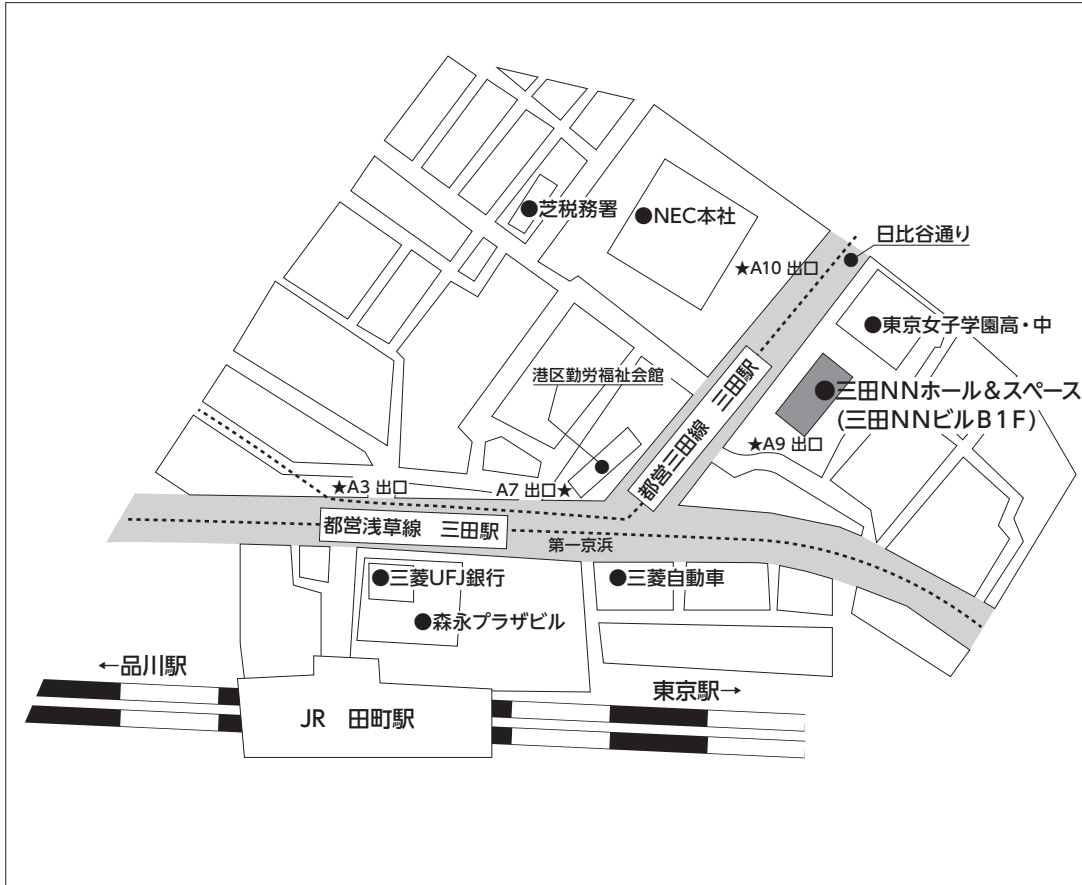 ●芝税務署
●NEC本社
日比谷通り
★A10 出口
●東京女子学園高・中
港区勤労福祉会館
都営三田線 三田駅
●三田NNホール&スペース
(三田NNビルB1F)
★A9 出口
★A3 出口
A7 出口★
都営浅草線 三田駅
第一京浜
●三菱UFJ銀行
●三菱自動車
●森永プラザビル
←品川駅
東京駅→
JR 田町駅